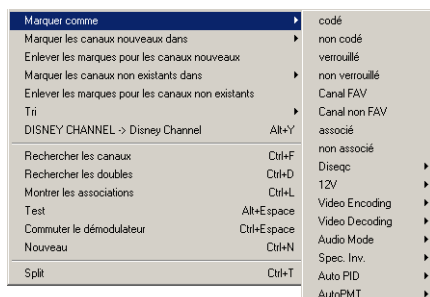 Marquer comme
Marquer les canaux nouveaux dans
Enlever les marques pour les canaux nouveaux
Marquer les canaux non existants dans
Enlever les marques pour les canaux non existants
Tri
DISNEY CHANNEL -> Disney Channel Alt+Y
Rechercher les canaux Ctrl+F
Rechercher les doubles Ctrl+D
Montrer les associations Ctrl+L
Test Alt+Espace
Commuter le démodulateur Ctrl+Espace
Nouveau Ctrl+N
Split Ctrl+T
codé
non codé
verrouillé
non verrouillé
Canal FAV
Canal non FAV
associé
non associé
Diseqc
12V
Video Encoding
Video Decoding
Audio Mode
Spec. Inv.
Auto PID
AutoPMT